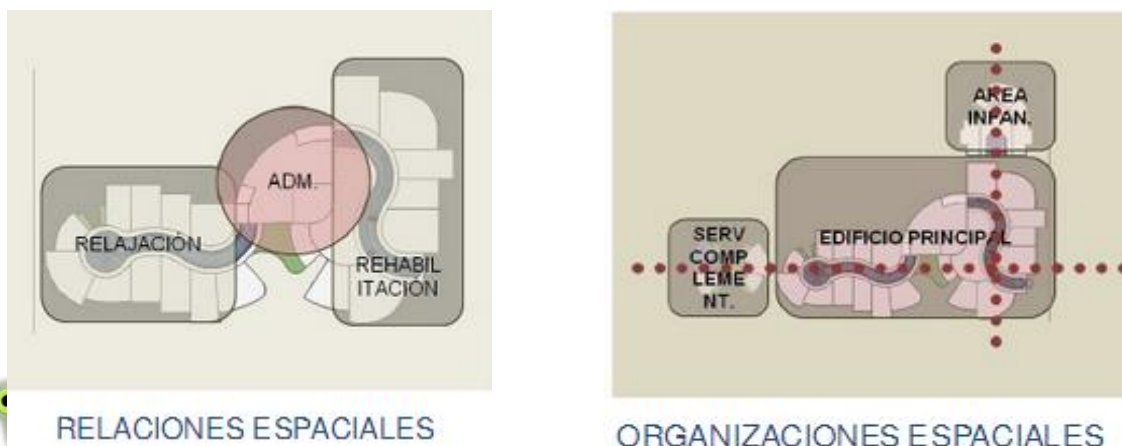 ADM.
RELAJACIÓN
REHABIL
ITACIÓN
RELACIONES ESPACIALES
AREA
INFAN.
EDIFICIO PRINCIPAL
SERV
COMP
LEME
NT.
ORGANIZACIONES ESPACIALES